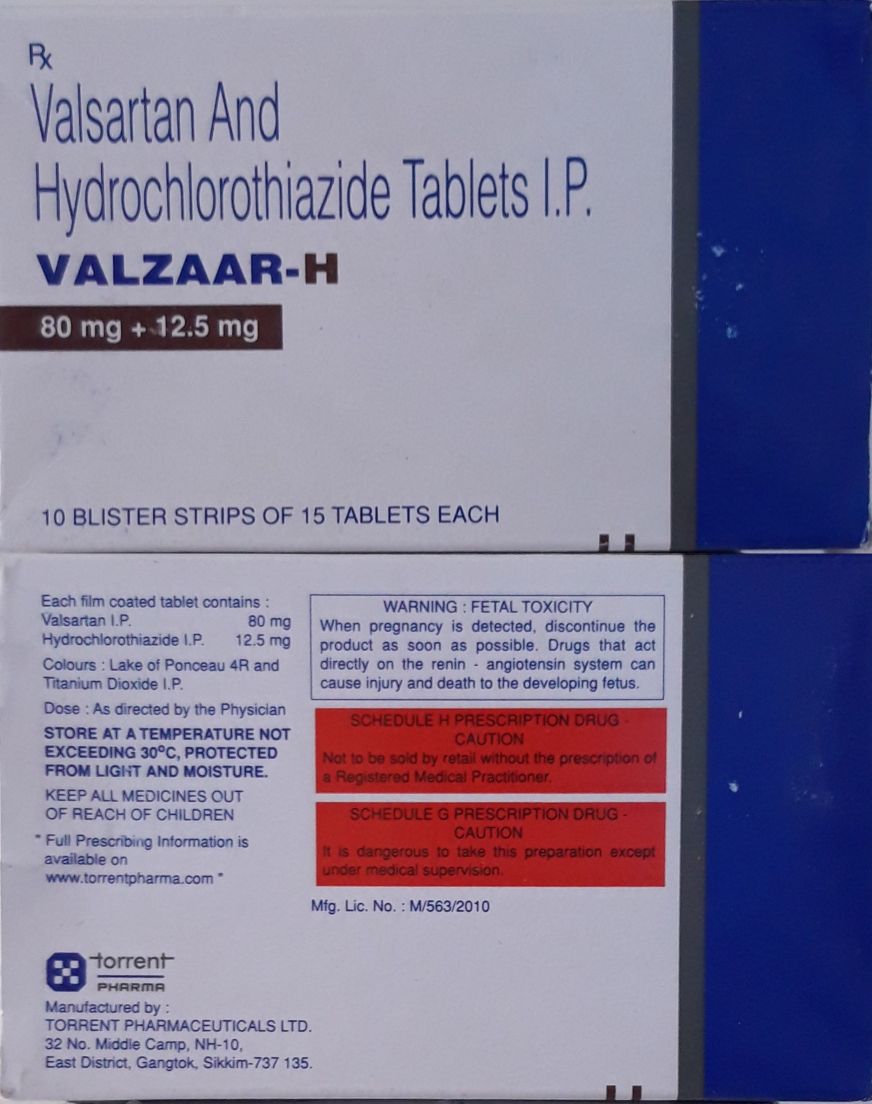 Rx
Valsartan And
Hydrochlorothiazide Tablets I.P.
VALZAAR-H
80 mg + 12.5 mg
10 BLISTER STRIPS OF 15 TABLETS EACH
Each film coated tablet contains :
Valsartan I.P. 80 mg
Hydrochlorothiazide I.P. 12.5 mg
Colours : Lake of Ponceau 4R and
Titanium Dioxide I.P.
Dose : As directed by the Physician
STORE AT A TEMPERATURE NOT
EXCEEDING 30°C, PROTECTED
FROM LIGHT AND MOISTURE.
KEEP ALL MEDICINES OUT
OF REACH OF CHILDREN
" Full Prescribing Information is
available on
www.torrentpharma.com "
torrent
PHARMA
Manufactured by :
TORRENT PHARMACEUTICALS LTD.
32 No. Middle Camp, NH-10,
East District, Gangtok, Sikkim-737 135.
WARNING : FETAL TOXICITY
When pregnancy is detected, discontinue the
product as soon as possible. Drugs that act
directly on the renin - angiotensin system can
cause injury and death to the developing fetus.
SCHEDULE H PRESCRIPTION DRUG -
CAUTION
Not to be sold by retail without the prescription of
a Registered Medical Practitioner.
SCHEDULE G PRESCRIPTION DRUG -
CAUTION
It is dangerous to take this preparation except
under medical supervision.
Mfg. Lic. No. : M/563/2010